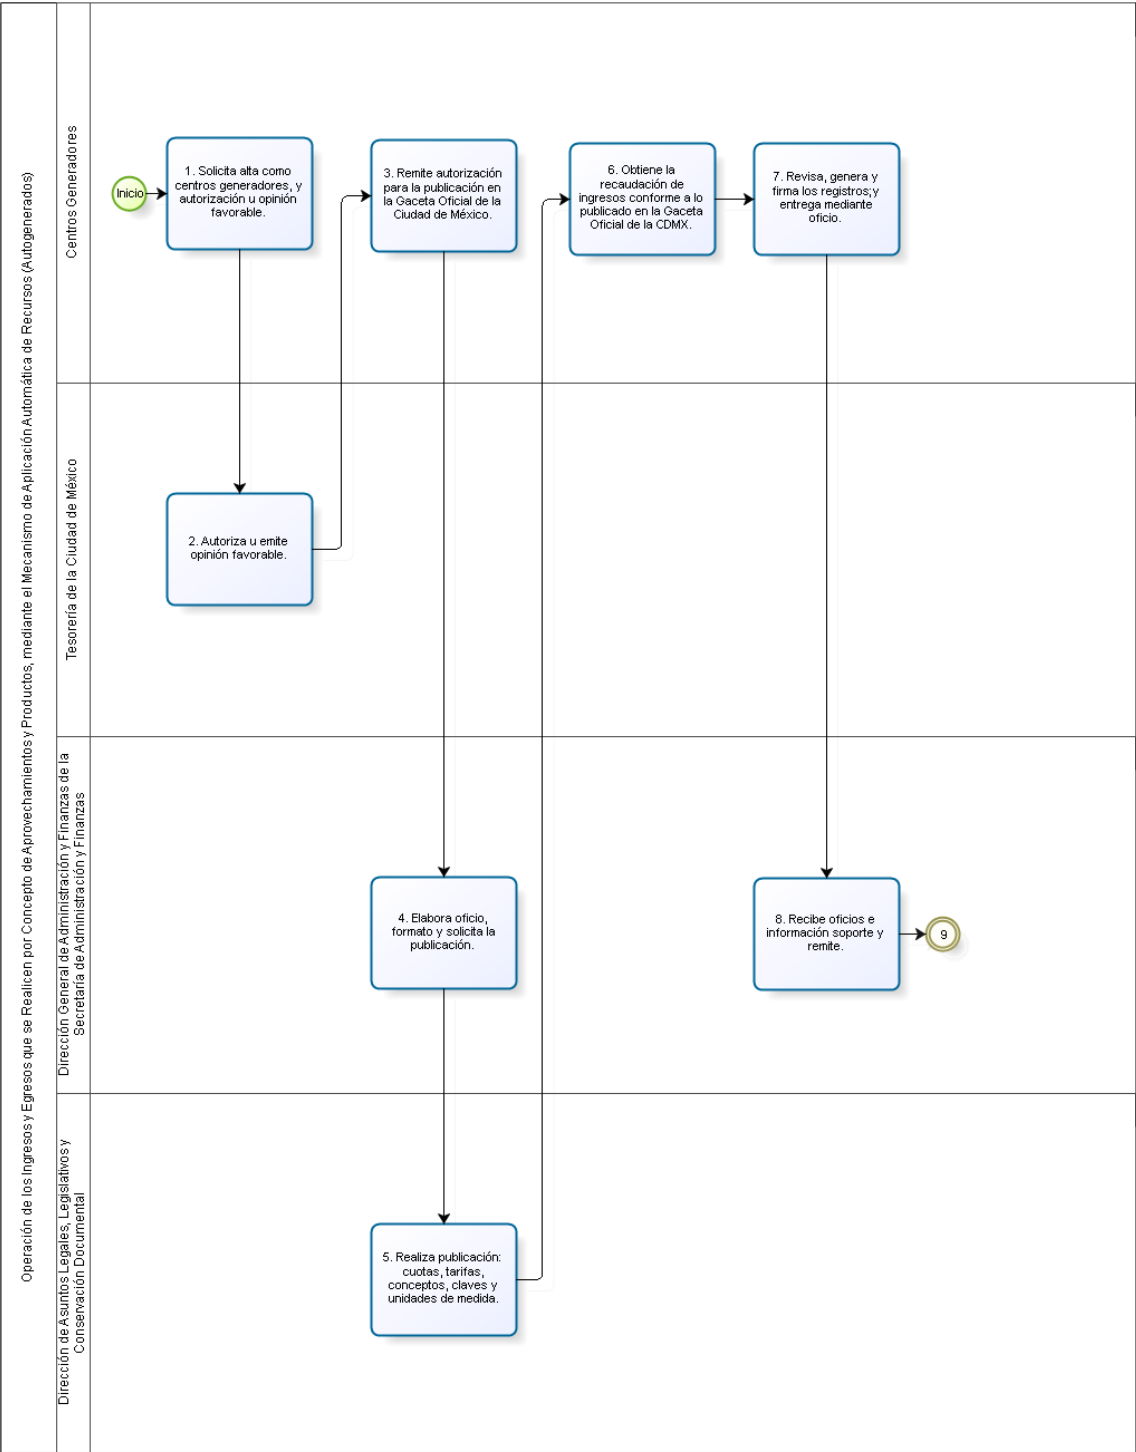 Operación de los Ingresos y Egresos que se Realicen por Concepto de Aprovechamientos y Productos, mediante el Mecanismo de Aplicación Automática de Recursos (Autogenerados)
Centros Generadores
Inicio
1. Solicita alta como
centros generadores, y
autorización u opinión
favorable.
3. Remite autorización
para la publicación en
la Gaceta Oficial de la
Ciudad de México.
6. Obtiene la
recaudación de
ingresos conforme a lo
publicado en la Gaceta
Oficial de la CDMX.
7. Revisa, genera y
firma los registros; y
entrega mediante
oficio.
Tesorería de la Ciudad de México
2. Autoriza u emite
opinión favorable.
Dirección General de Administración y Finanzas de la
Secretaría de Administración y Finanzas
4. Elabora oficio,
formato y solicita la
publicación.
8. Recibe oficios e
información soporte y
remite.
9
Dirección de Asuntos Legales, Legislativos y
Conservación Documental
5. Realiza publicación:
cuotas, tarifas,
conceptos, claves y
unidades de medida.